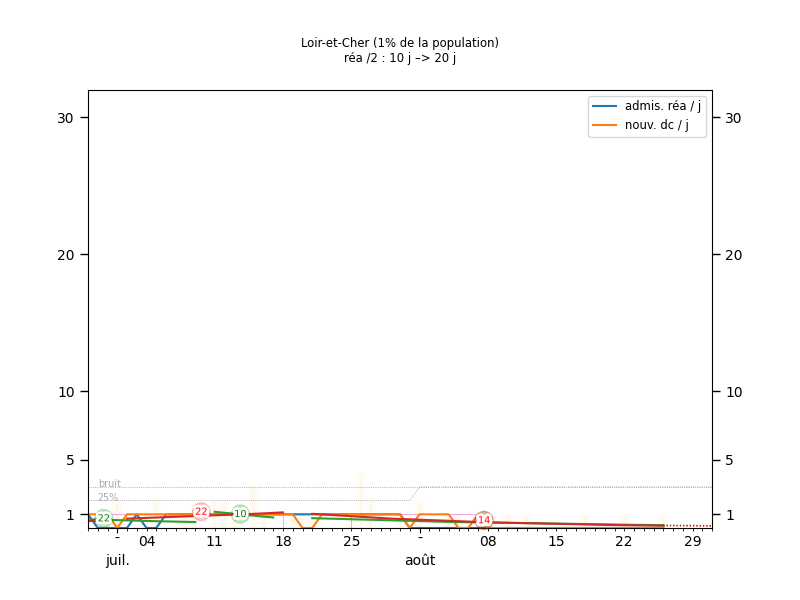 Loir-et-Cher (1% de la population)
réa /2 : 10 j –> 20 j
admis. réa / j
nouv. dc / j
30 30
20 20
10 10
5 5
bruit
25%
22 22 10 14
1 1
- 04 11 18 25 - 08 15 22 29
juil. août